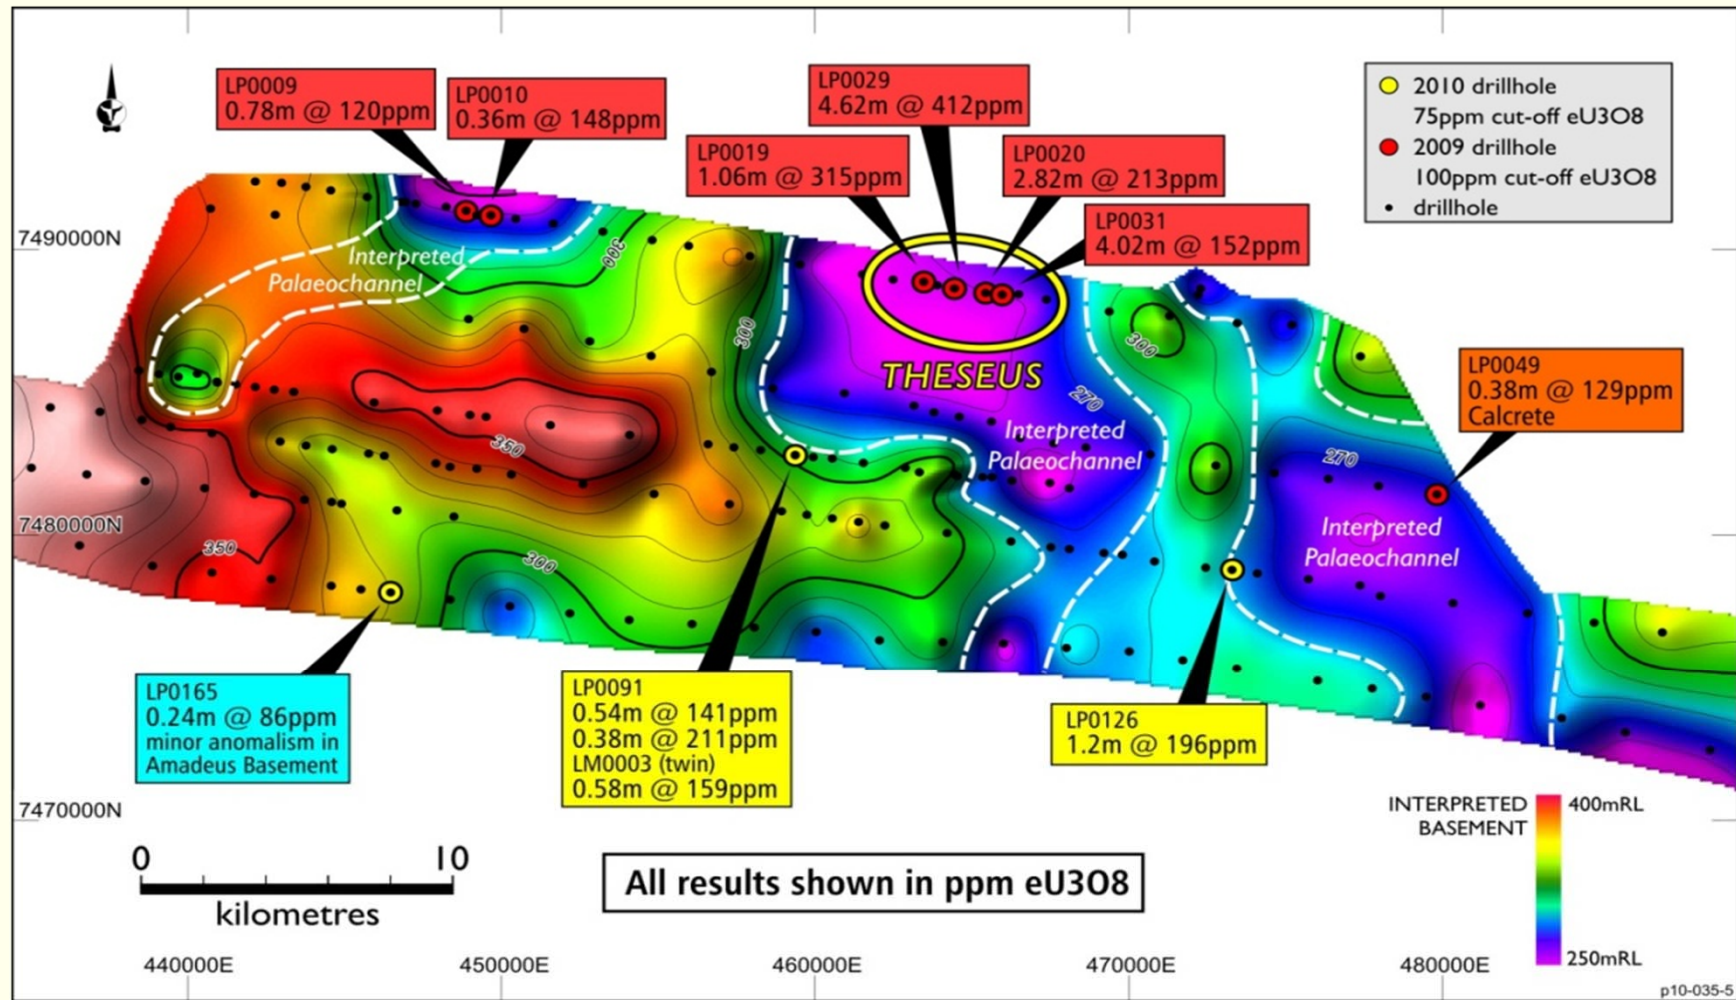 LP0009
0.78m @ 120ppm
LP0010
0.36m @ 148ppm
LP0029
4.62m @ 412ppm
LP0019
1.06m @ 315ppm
LP0020
2.82m @ 213ppm
LP0031
4.02m @ 152ppm
2010 drillhole
75ppm cut-off eU3O8
2009 drillhole
100ppm cut-off eU3O8
drillhole
7490000N
Interpreted
Palaeochannel
300
300
300
THESEUS
270
Interpreted
Palaeochannel
LP0049
0.38m @ 129ppm
Calcrete
350
270
7480000N
350
300
Interpreted
Palaeochannel
LP0165
0.24m @ 86ppm
minor anomalism in
Amadeus Basement
LP0091
0.54m @ 141ppm
0.38m @ 211ppm
LM0003 (twin)
0.58m @ 159ppm
LP0126
1.2m @ 196ppm
7470000N
INTERPRETED
BASEMENT
400mRL
250mRL
0 10
kilometres
All results shown in ppm eU3O8
440000E 450000E 460000E 470000E 480000E
p10-035-5